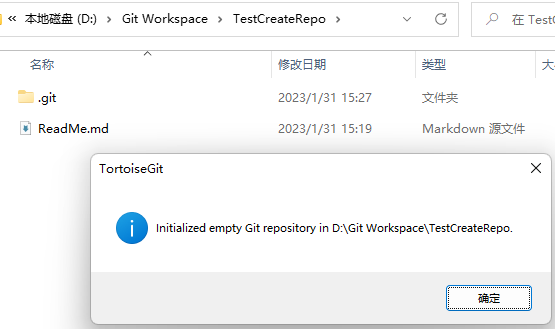 « 本地磁盘 (D:) › Git Workspace › TestCreateRepo ›
在 Test
名称 修改日期 类型 大
.git 2023/1/31 15:27 文件夹
ReadMe.md 2023/1/31 15:19 Markdown 源文件
TortoiseGit
Initialized empty Git repository in D:\Git Workspace\TestCreateRepo.
确定